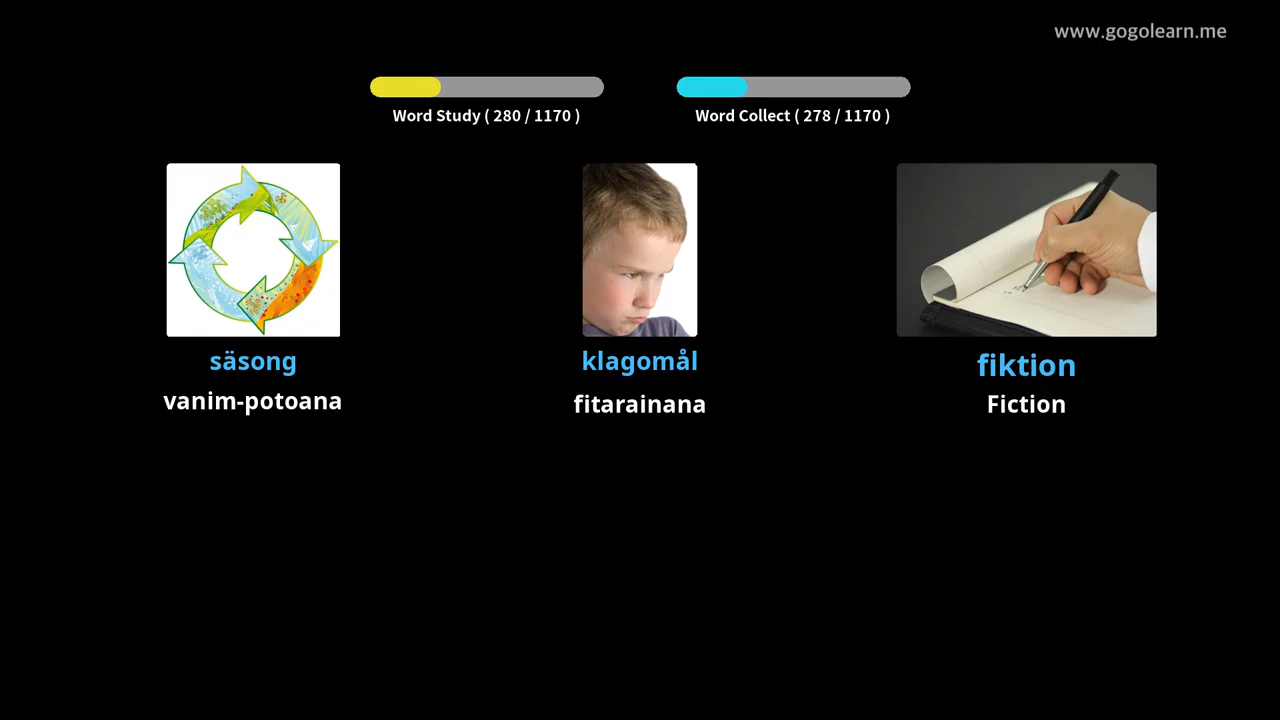 www.gogolearn.me
Word Study ( 280 / 1170 )
Word Collect ( 278 / 1170 )
säsong
klagomål
fiktion
vanim-potoana
fitarainana
Fiction